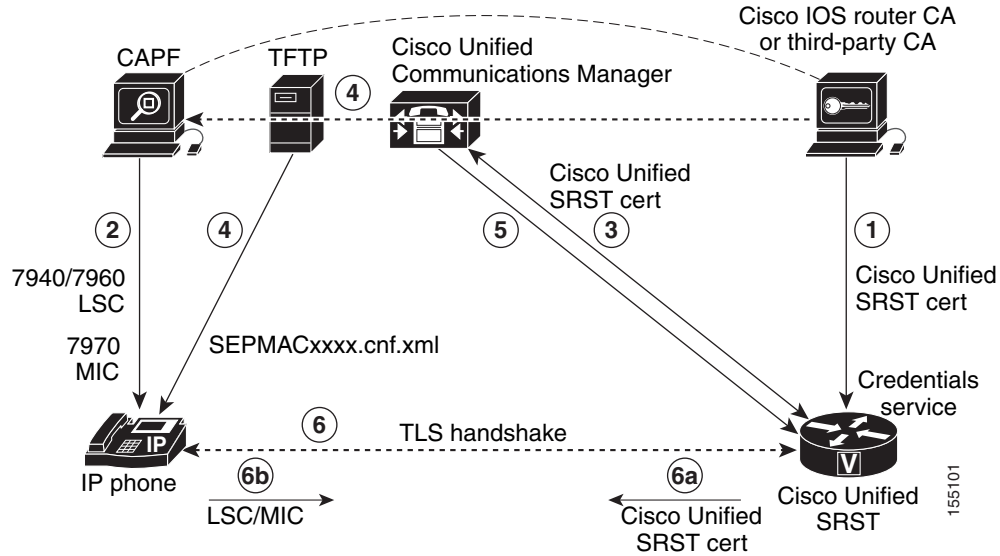 Cisco IOS router CA
or third-party CA
CAPF
TFTP
Cisco Unified
Communications Manager
4
Cisco Unified
SRST cert
2
4
5
3
1
7940/7960
LSC
Cisco Unified
SRST cert
7970
MIC
SEPMACxxxx.cnf.xml
Credentials
service
6
TLS handshake
IP
V
IP phone
6b
6a
LSC/MIC
Cisco Unified
SRST cert
Cisco Unified
SRST
155101